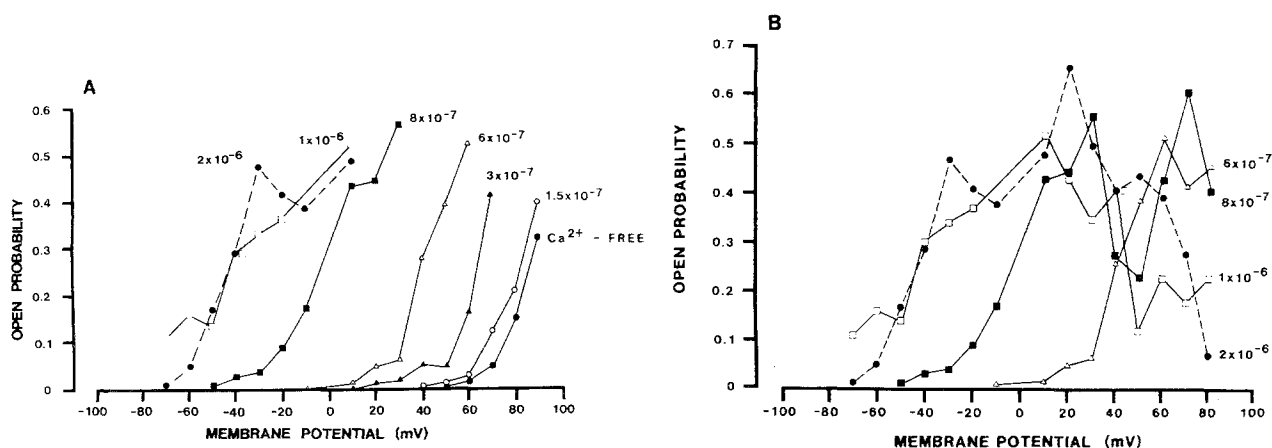 A
0.6
0.5
0.4
0.3
0.2
0.1
0
OPEN PROBABILITY
2x10-6
1x10-6
8x10-7
6x10-7
3x10-7
1.5x10-7
Ca2+ - FREE
-100 -80 -60 -40 -20 0 20 40 60 80 100
MEMBRANE POTENTIAL (mV)
B
0.7
0.6
0.5
0.4
0.3
0.2
0.1
0
OPEN PROBABILITY
6x10-7
8x10-7
1x10-6
2x10-6
-100 -80 -60 -40 -20 0 20 40 60 80 100
MEMBRANE POTENTIAL (mV)